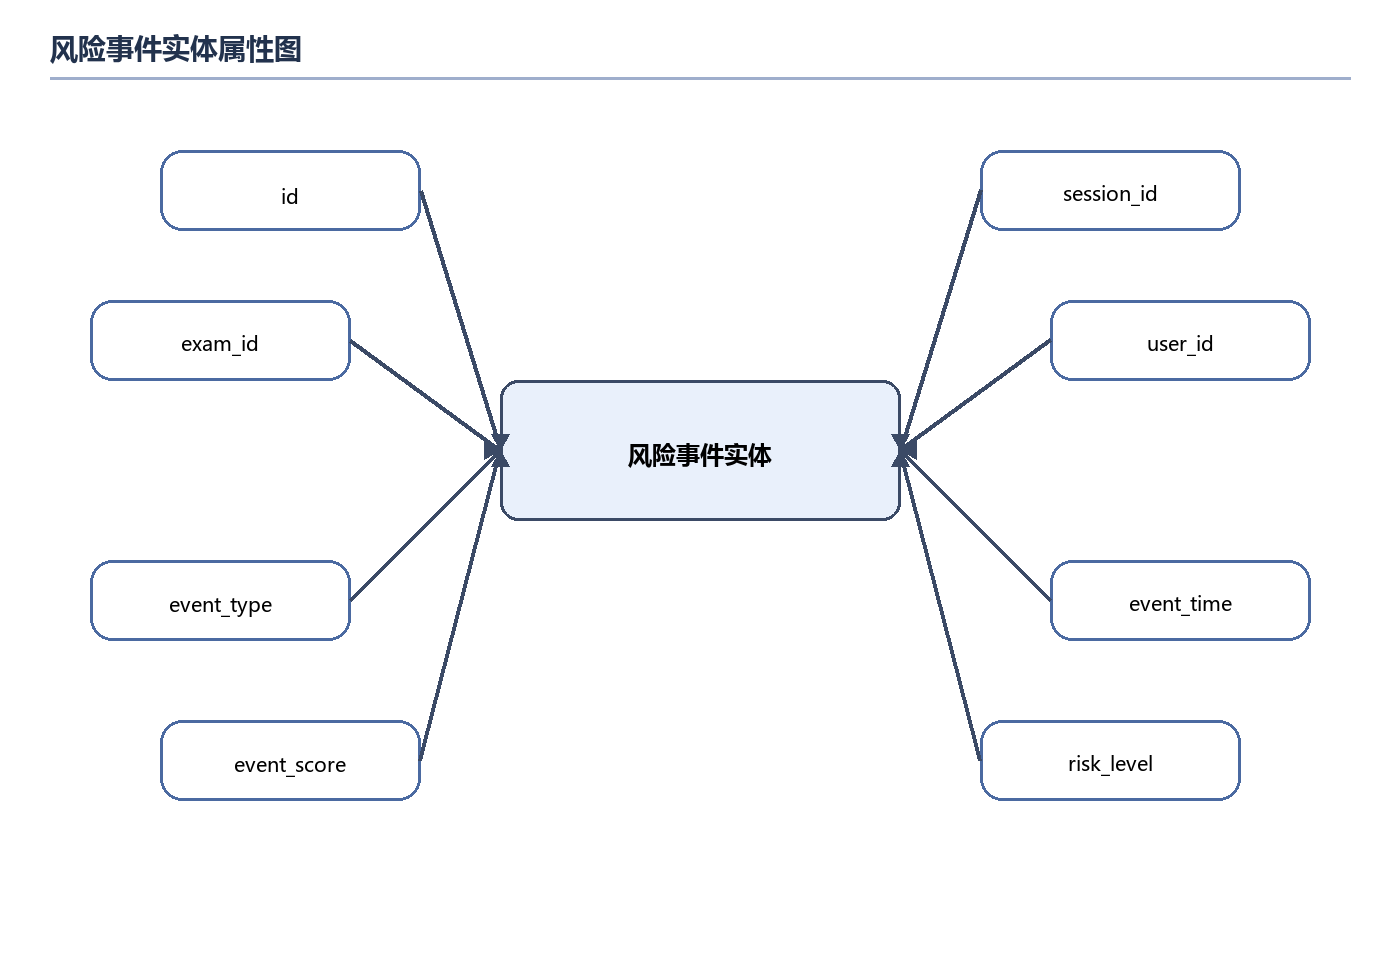 风险事件实体属性图
id
session_id
exam_id
user_id
风险事件实体
event_type
event_time
event_score
risk_level